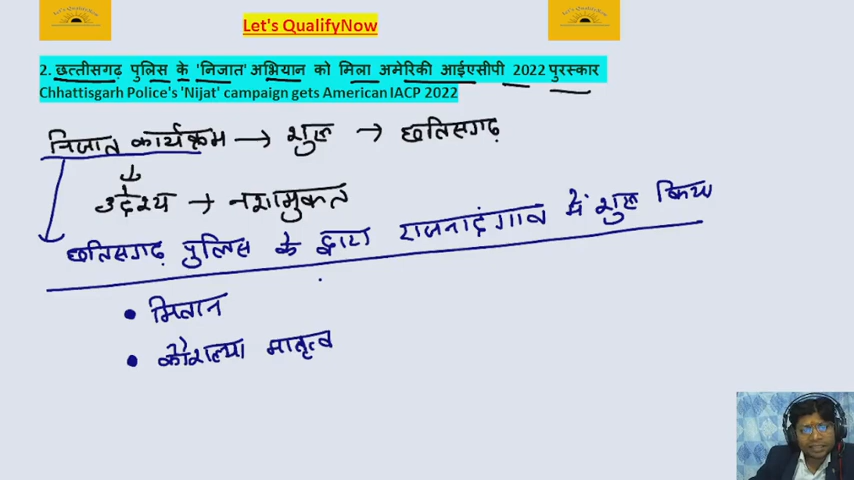 Let's QualifyNow
2. छत्तीसगढ़ पुलिस के 'निजात' अभियान को मिला अमेरिकी आईएसीपी 2022 पुरस्कार
Chhattisgarh Police's 'Nijat' campaign gets American IACP 2022
निजात कार्यक्रम → शुरू → छत्तिसगढ़
उद्देश्य → नशामुक्त
छत्तिसगढ़ पुलिस के द्वारा राजनादंगाव में शुरू किया
• मितान
• कौशल्या मातृत्व